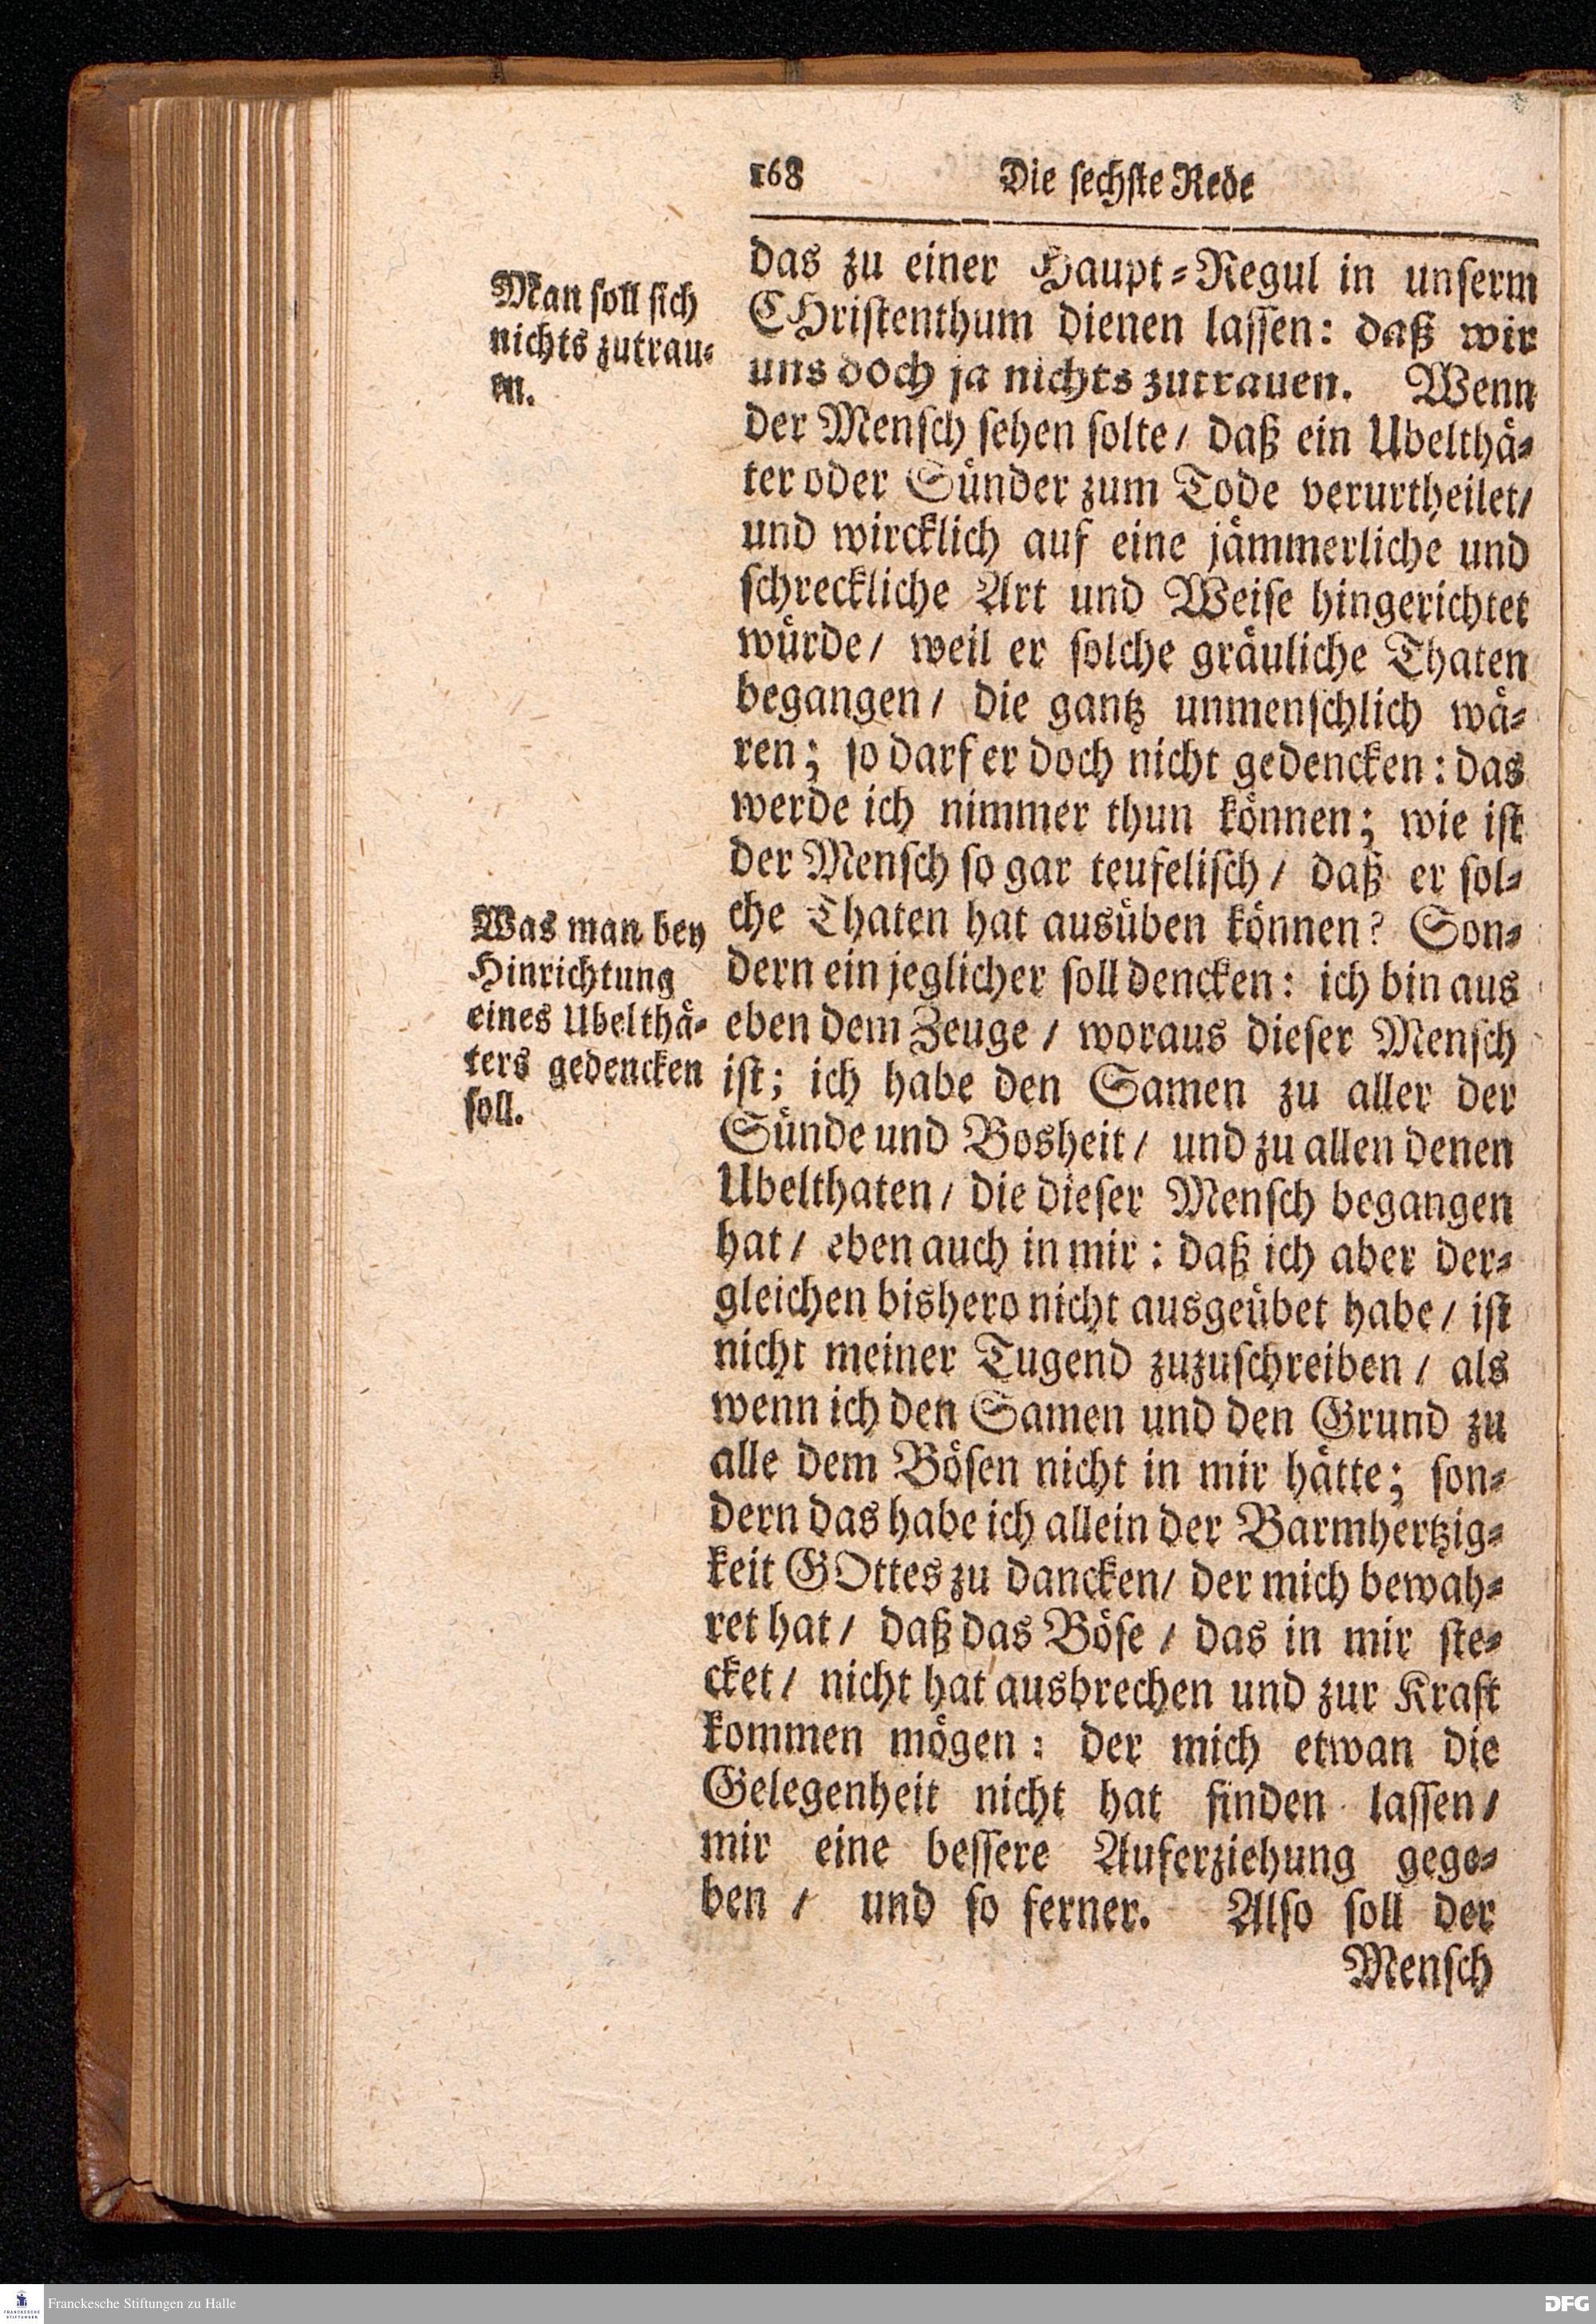 168 Die sechste Rede
Man soll sich
nichts zutrau-
en.
das zu einer Haupt-Regul in unserm
CHristenthum dienen lassen: daß wir
uns doch ja nichts zutrauen. Wenn
der Mensch sehen solte/ daß ein Ubelthä-
ter oder Sünder zum Tode verurtheilet/
und wircklich auf eine jämmerliche und
schreckliche Art und Weise hingerichtet
würde/ weil er solche gräuliche Thaten
begangen/ die gantz unmenschlich wä-
ren; so darf er doch nicht gedencken: das
werde ich nimmer thun können; wie ist
der Mensch so gar teufelisch/ daß er sol-
che Thaten hat ausüben können? Son-
dern ein jeglicher soll dencken: ich bin aus
eben dem Zeuge/ woraus dieser Mensch
ist; ich habe den Samen zu aller der
Sünde und Bosheit/ und zu allen denen
Ubelthaten/ die dieser Mensch begangen
hat/ eben auch in mir: daß ich aber der-
gleichen bishero nicht ausgeübet habe/ ist
nicht meiner Tugend zuzuschreiben/ als
wenn ich den Samen und den Grund zu
alle dem Bösen nicht in mir hätte; son-
dern das habe ich allein der Barmhertzig-
keit GOttes zu dancken/ der mich bewah-
ret hat/ daß das Böse/ das in mir ste-
cket/ nicht hat ausbrechen und zur Kraft
kommen mögen: der mich etwan die
Gelegenheit nicht hat finden lassen/
mir eine bessere Auferziehung gege-
ben/ und so ferner. Also soll der
Mensch
Was man bey
Hinrichtung
eines Ubelthä-
ters gedencken
soll.
FRANCKESCHE
STIFTUNGEN
Franckesche Stiftungen zu Halle
DFG